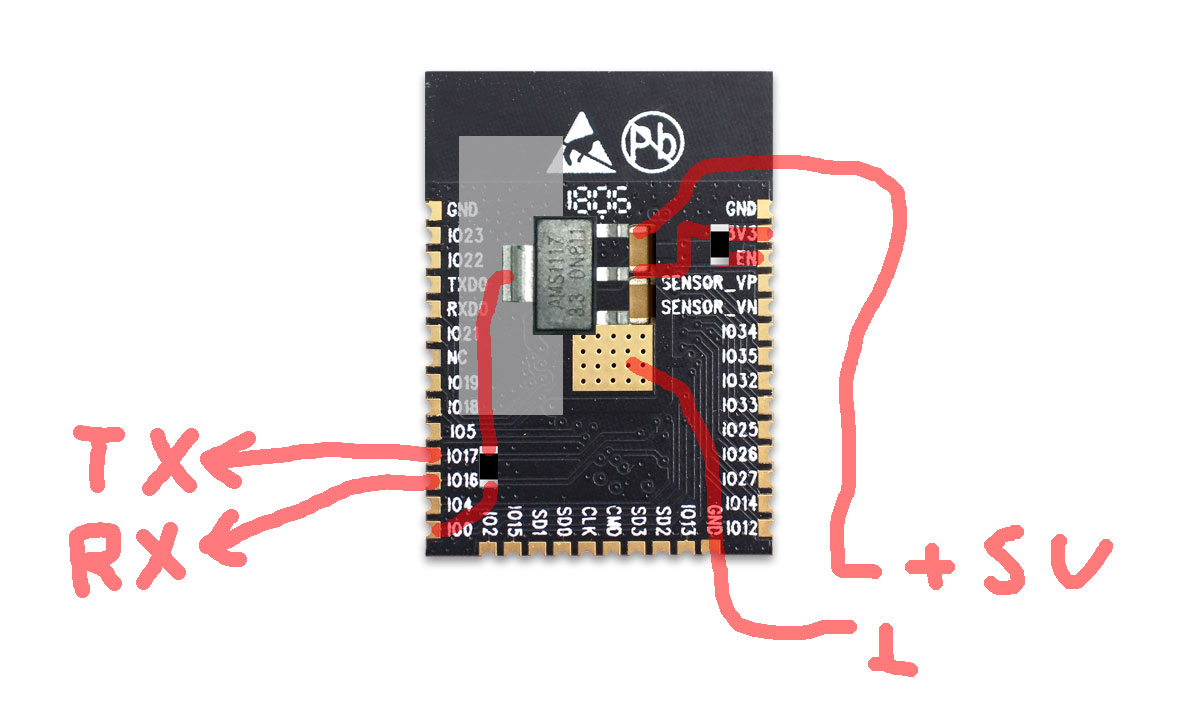 Pb
1806
GND
IO23
IO22
TXD0
RXD0
IO21
NC
IO19
IO18
IO5
IO17
IO16
IO4
IO0
AMS1117
3.3 DN811
GND
3V3
EN
SENSOR_VP
SENSOR_VN
IO34
IO35
IO32
IO33
IO25
IO26
IO27
IO14
IO12
IO2
IO15
SD1
SD0
CLK
CMD
SD3
SD2
IO13
GND
TX
RX
+5V